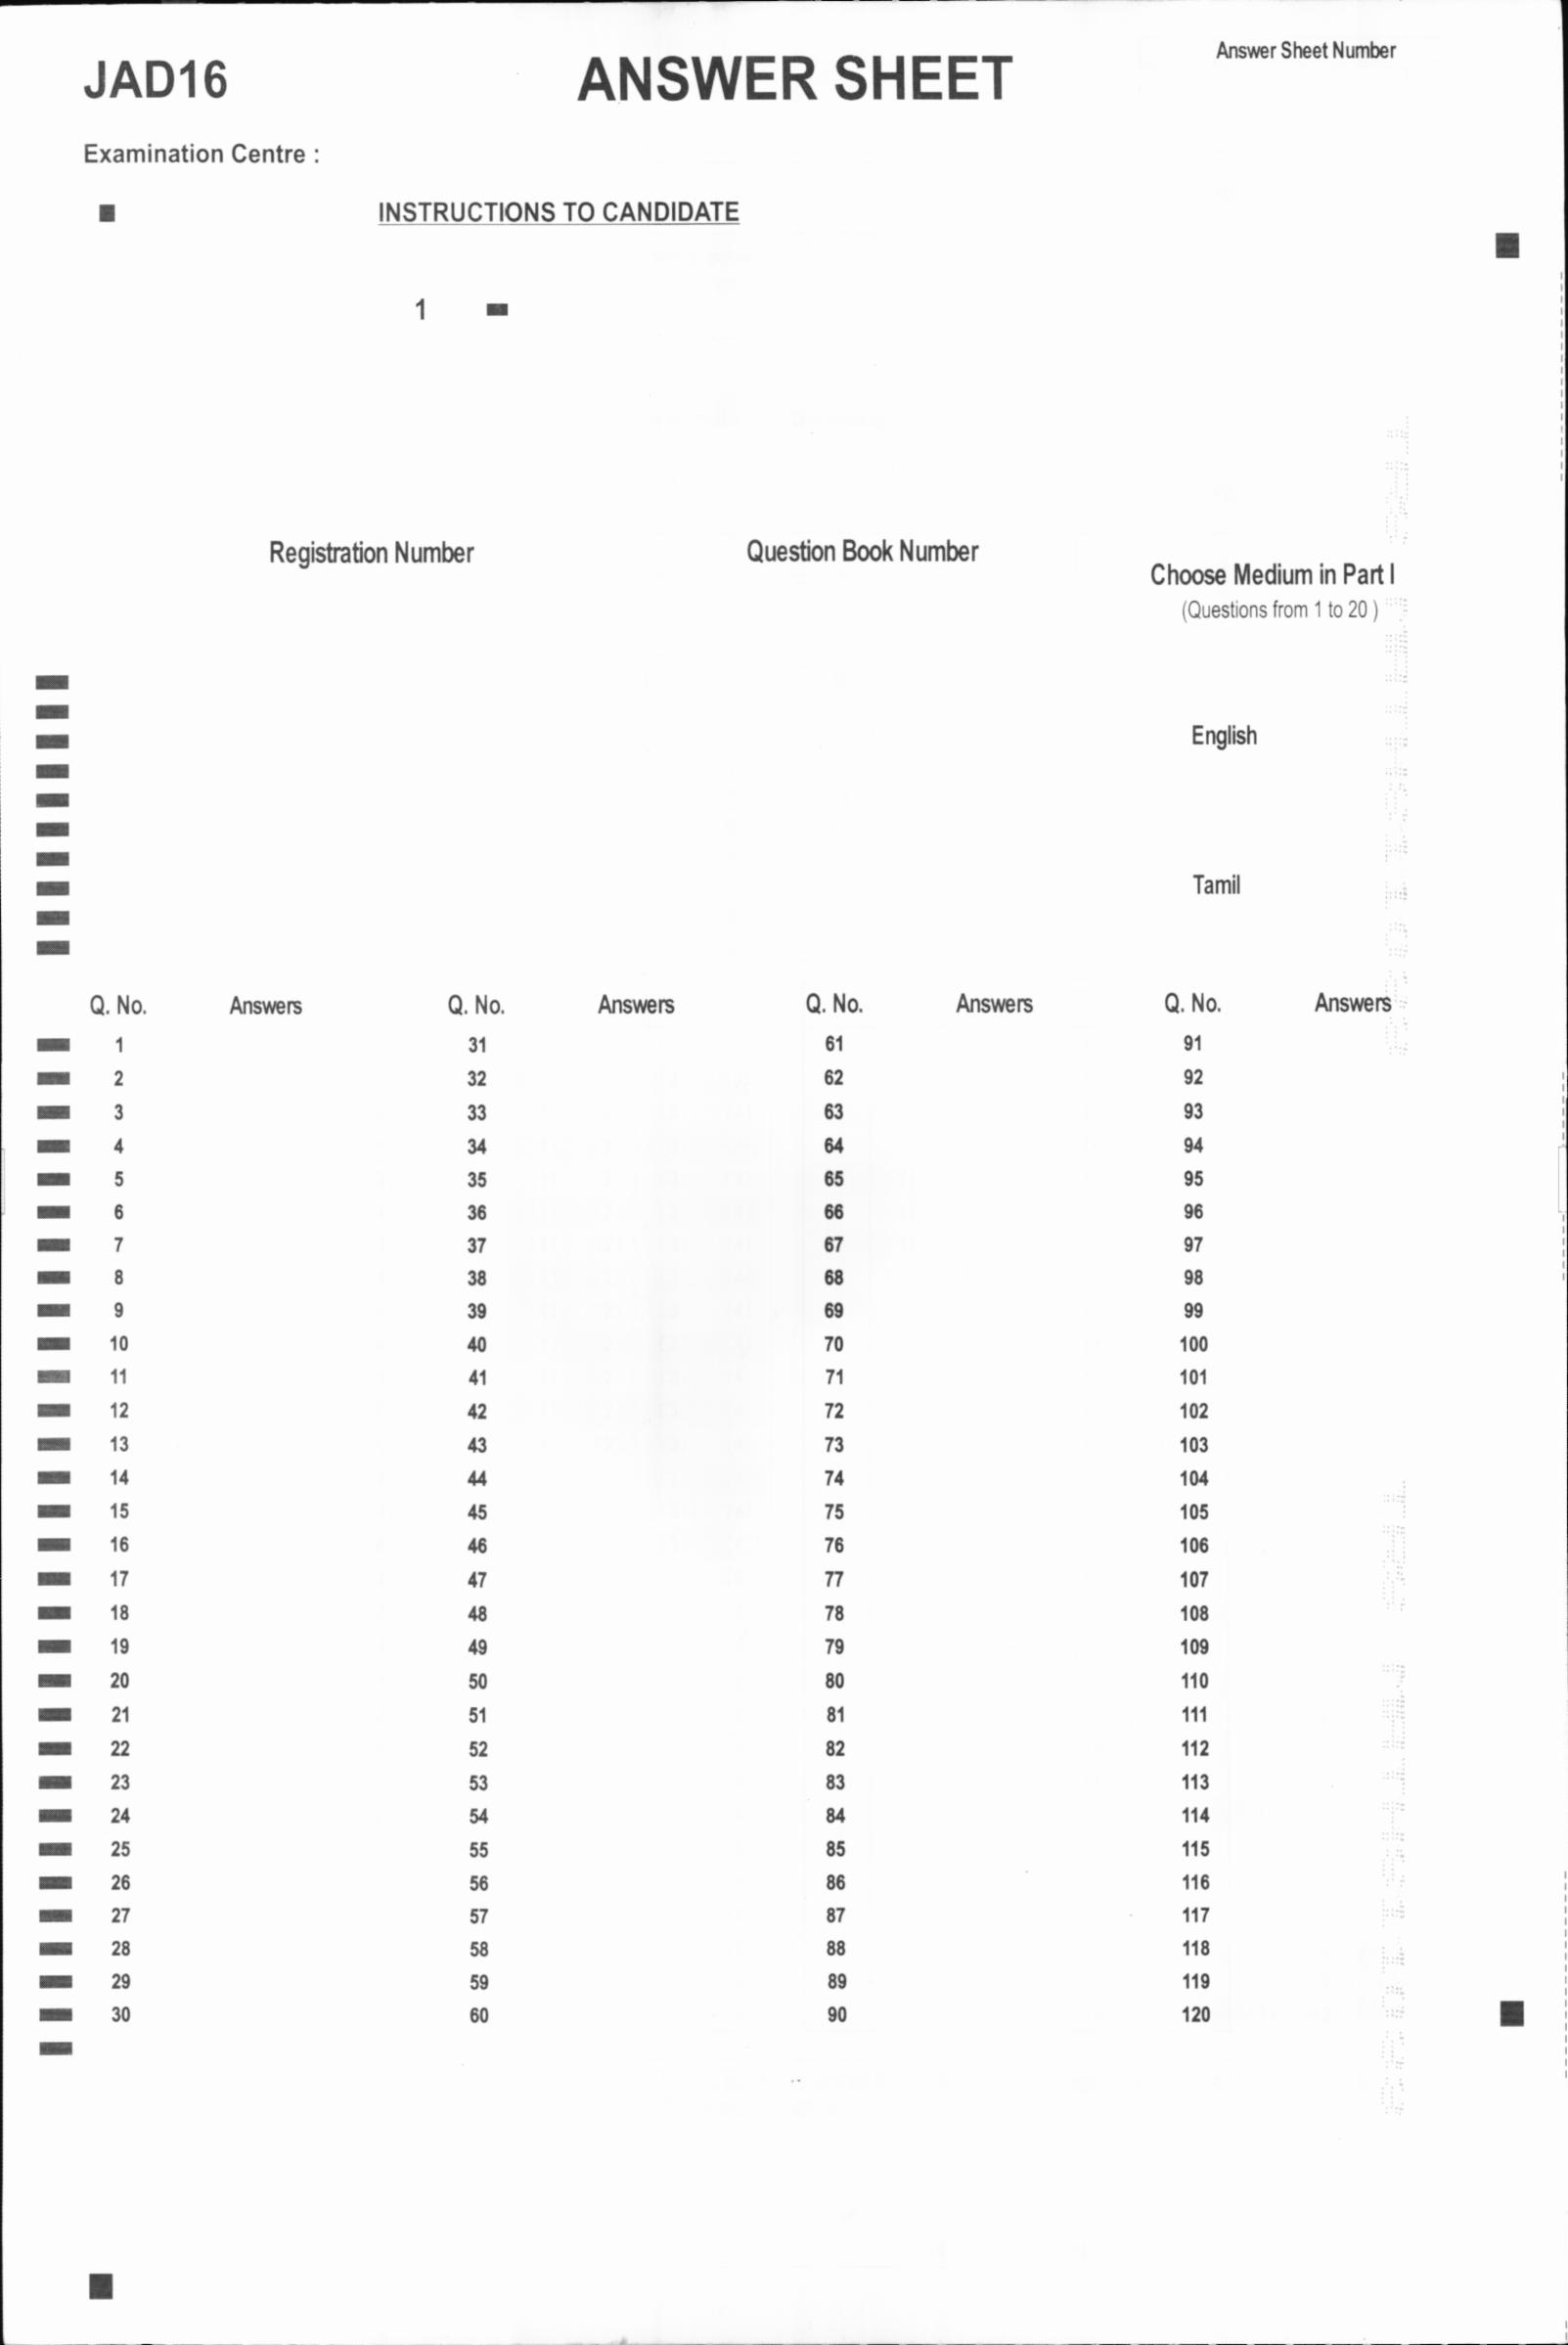 JAD16
ANSWER SHEET
Answer Sheet Number
Examination Centre :
INSTRUCTIONS TO CANDIDATE
1
Registration Number
Question Book Number
Choose Medium in Part I
(Questions from 1 to 20 )
English
Tamil
Q. No. Answers Q. No. Answers Q. No. Answers Q. No. Answers
1 31 61 91
2 32 62 92
3 33 63 93
4 34 64 94
5 35 65 95
6 36 66 96
7 37 67 97
8 38 68 98
9 39 69 99
10 40 70 100
11 41 71 101
12 42 72 102
13 43 73 103
14 44 74 104
15 45 75 105
16 46 76 106
17 47 77 107
18 48 78 108
19 49 79 109
20 50 80 110
21 51 81 111
22 52 82 112
23 53 83 113
24 54 84 114
25 55 85 115
26 56 86 116
27 57 87 117
28 58 88 118
29 59 89 119
30 60 90 120